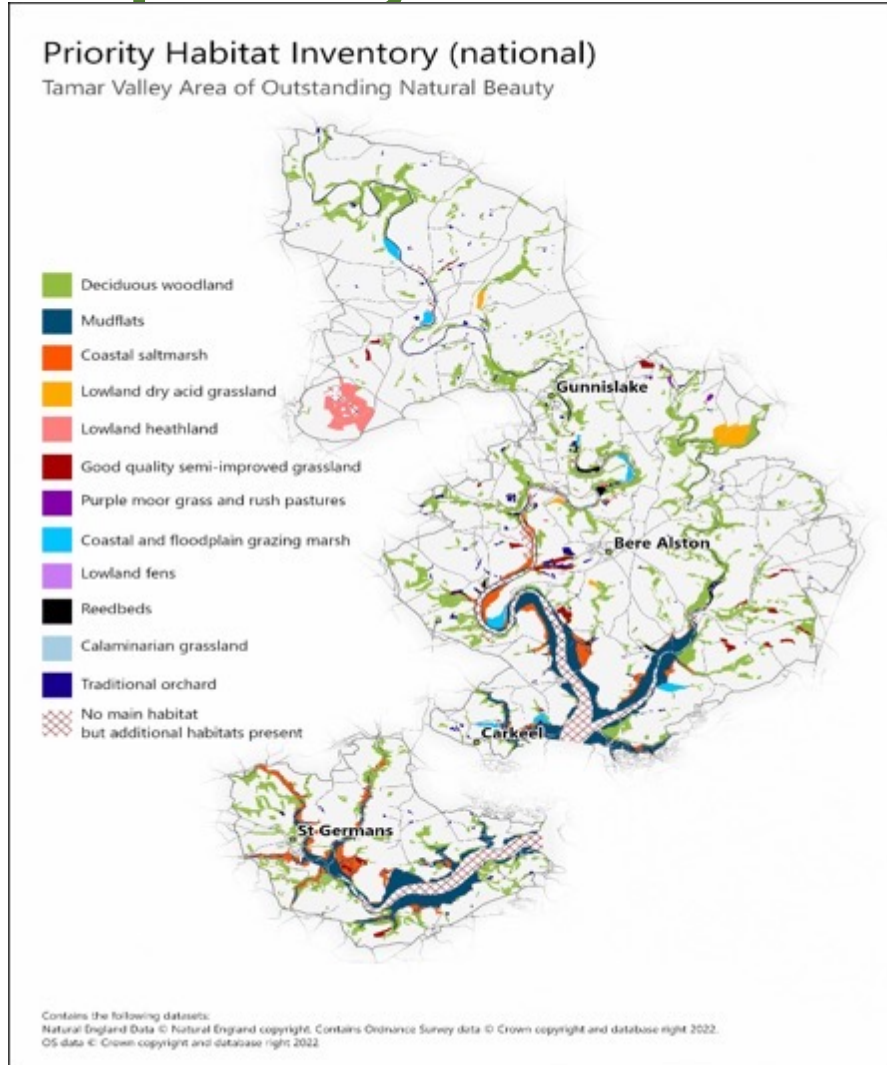 Priority Habitat Inventory (national)
Tamar Valley Area of Outstanding Natural Beauty
Deciduous woodland
Mudflats
Coastal saltmarsh
Lowland dry acid grassland
Lowland heathland
Good quality semi-improved grassland
Purple moor grass and rush pastures
Coastal and floodplain grazing marsh
Lowland fens
Reedbeds
Calaminarian grassland
Traditional orchard
No main habitat
but additional habitats present
Gunnislake
Bere Alston
Carkeel
St Germans
Contains the following datasets:
Natural England Data © Natural England copyright. Contains Ordnance Survey data © Crown copyright and database right 2022.
OS data © Crown copyright and database right 2022